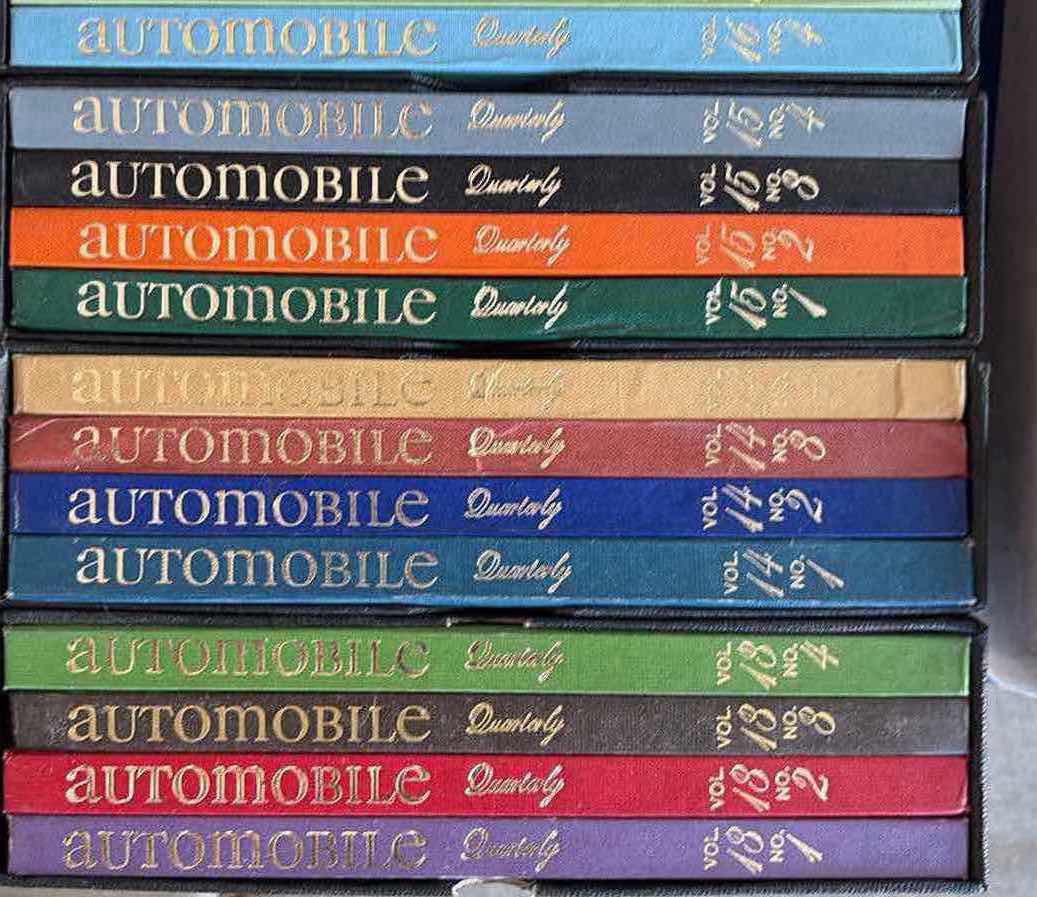 AUTOMOBILE Quarterly VOL. 16 NO. 1
AUTOMOBILE Quarterly VOL. 15 NO. 4
AUTOMOBILE Quarterly VOL. 15 NO. 3
AUTOMOBILE Quarterly VOL. 15 NO. 2
AUTOMOBILE Quarterly VOL. 15 NO. 1
AUTOMOBILE Quarterly
AUTOMOBILE Quarterly VOL. 14 NO. 3
AUTOMOBILE Quarterly VOL. 14 NO. 2
AUTOMOBILE Quarterly VOL. 14 NO. 1
AUTOMOBILE Quarterly VOL. 13 NO. 4
AUTOMOBILE Quarterly VOL. 13 NO. 3
AUTOMOBILE Quarterly VOL. 13 NO. 2
AUTOMOBILE Quarterly VOL. 13 NO. 1